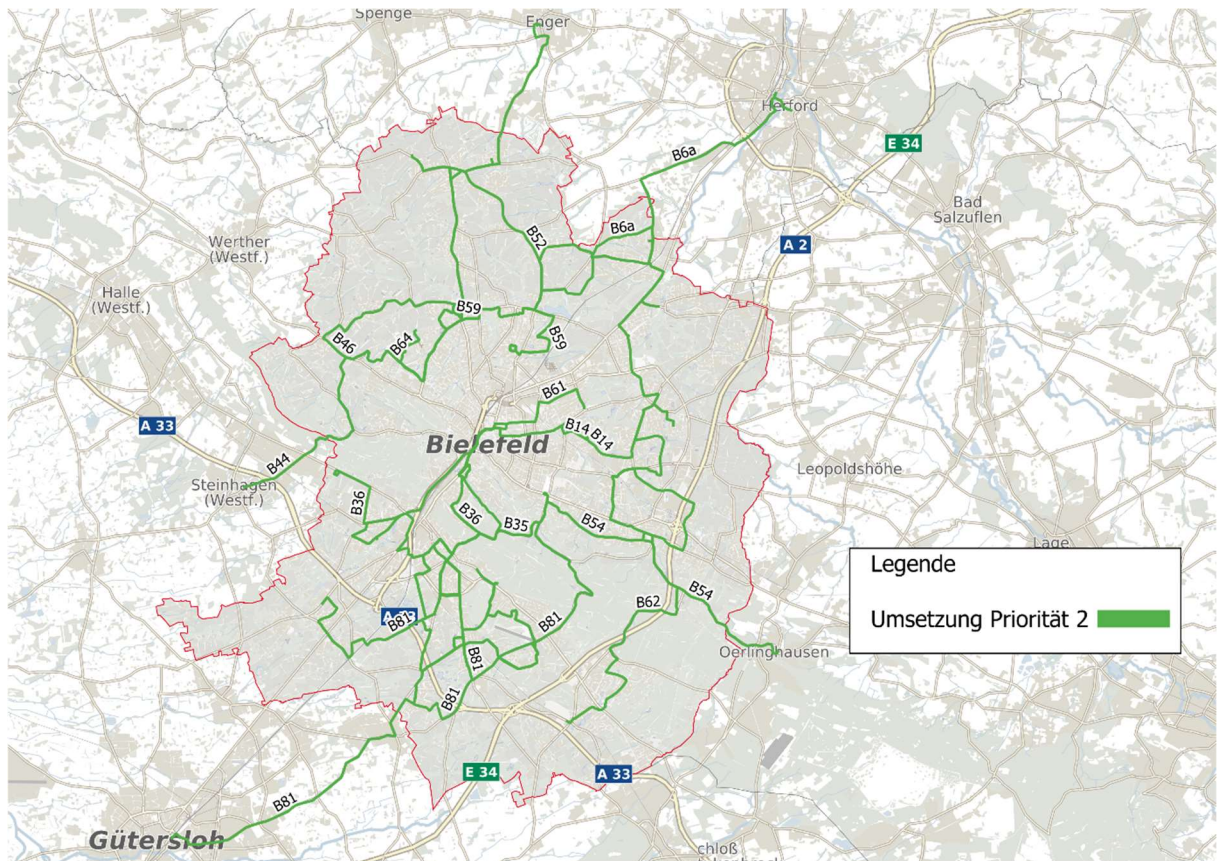 Spenge
Enger
Herford
E 34
B6a
Bad
Salzuflen
Werther
(Westf.)
B6a
B52
A 2
Halle
(Westf.)
B59
B46
B64
B59
B61
A 33
Bielefeld
B14
B14
B44
Leopoldshöhe
Steinhagen
(Westf.)
B36
B36
B35
B54
Lage
Legende
Umsetzung Priorität 2
B54
B62
B81
B81
B81
Oerlinghausen
B81
E 34
A 33
B81
Gütersloh
chloß